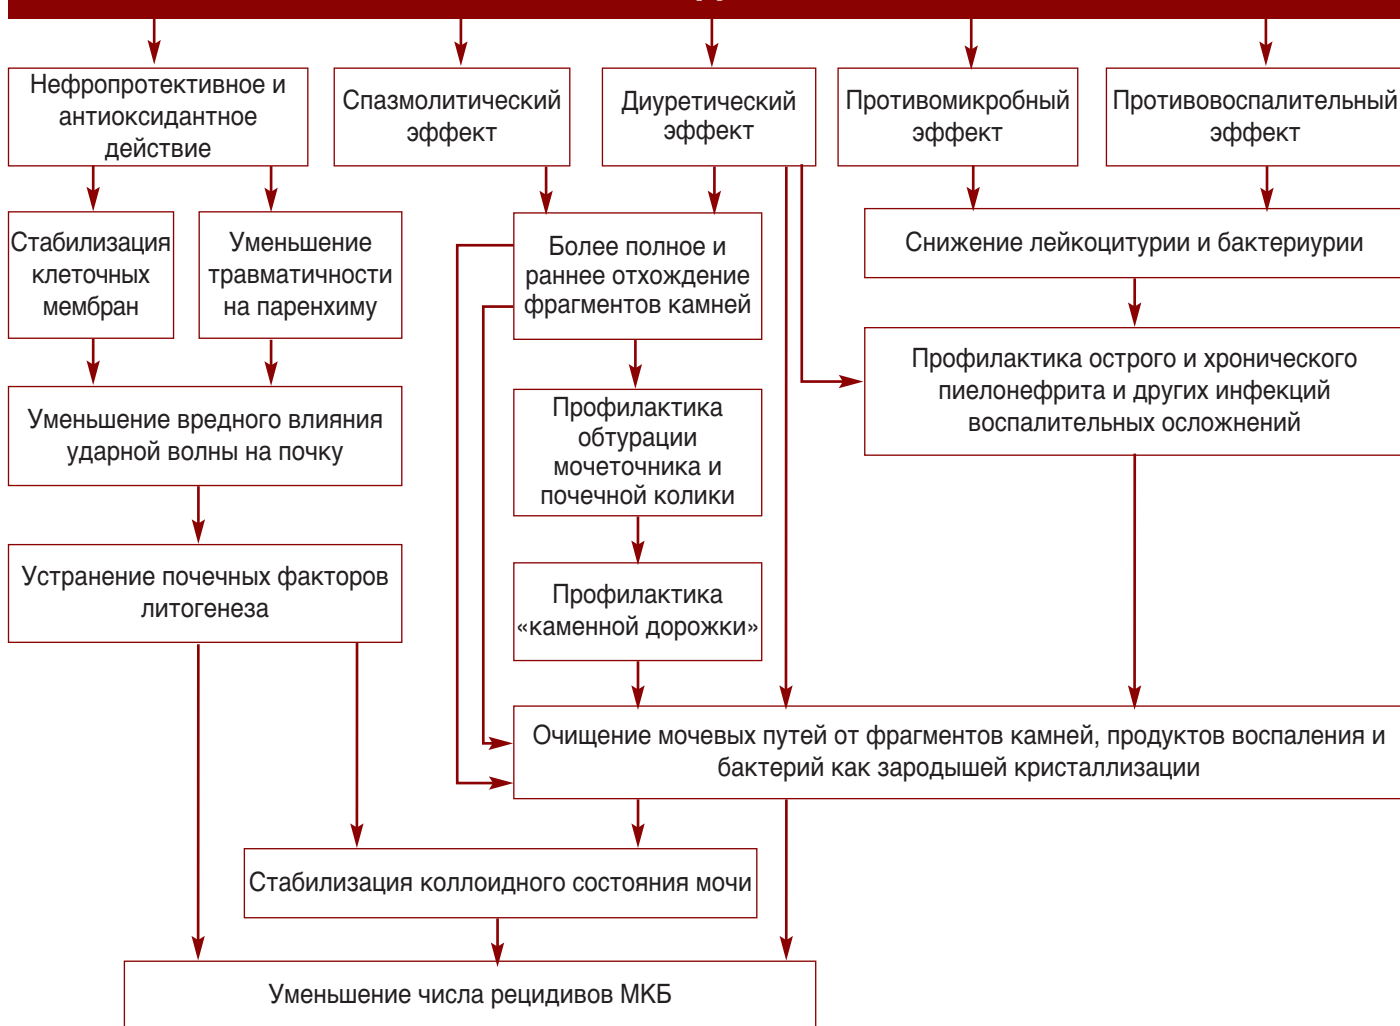 Нефропротективное и
антиоксидантное
действие
Спазмолитический
эффект
Диуретический
эффект
Противомикробный
эффект
Противовоспалительный
эффект
Стабилизация
клеточных
мембран
Уменьшение
травматичности
на паренхиму
Более полное и
раннее отхождение
фрагментов камней
Снижение лейкоцитурии и бактериурии
Профилактика острого и хронического
пиелонефрита и других инфекций
воспалительных осложнений
Уменьшение вредного влияния
ударной волны на почку
Профилактика
обтурации
мочеточника и
почечной колики
Устранение почечных факторов
литогенеза
Профилактика
«каменной дорожки»
Очищение мочевых путей от фрагментов камней, продуктов воспаления и
бактерий как зародышей кристаллизации
Стабилизация коллоидного состояния мочи
Уменьшение числа рецидивов МКБ